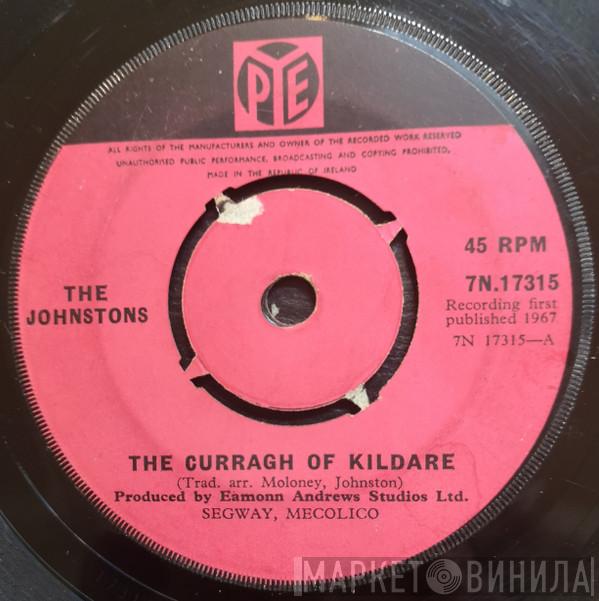 PYE
ALL RIGHTS OF THE MANUFACTURERS AND OWNER OF THE RECORDED WORK RESERVED
UNAUTHORISED PUBLIC PERFORMANCE, BROADCASTING AND COPYING PROHIBITED.
MADE IN THE REPUBLIC OF IRELAND
THE
JOHNSTONS
45 RPM
7N.17315
Recording first
published 1967
7N 17315—A
THE CURRAGH OF KILDARE
(Trad. arr. Moloney, Johnston)
Produced by Eamonn Andrews Studios Ltd.
SEGWAY, MECOLICO
МАРКЕТ ВИНИЛА